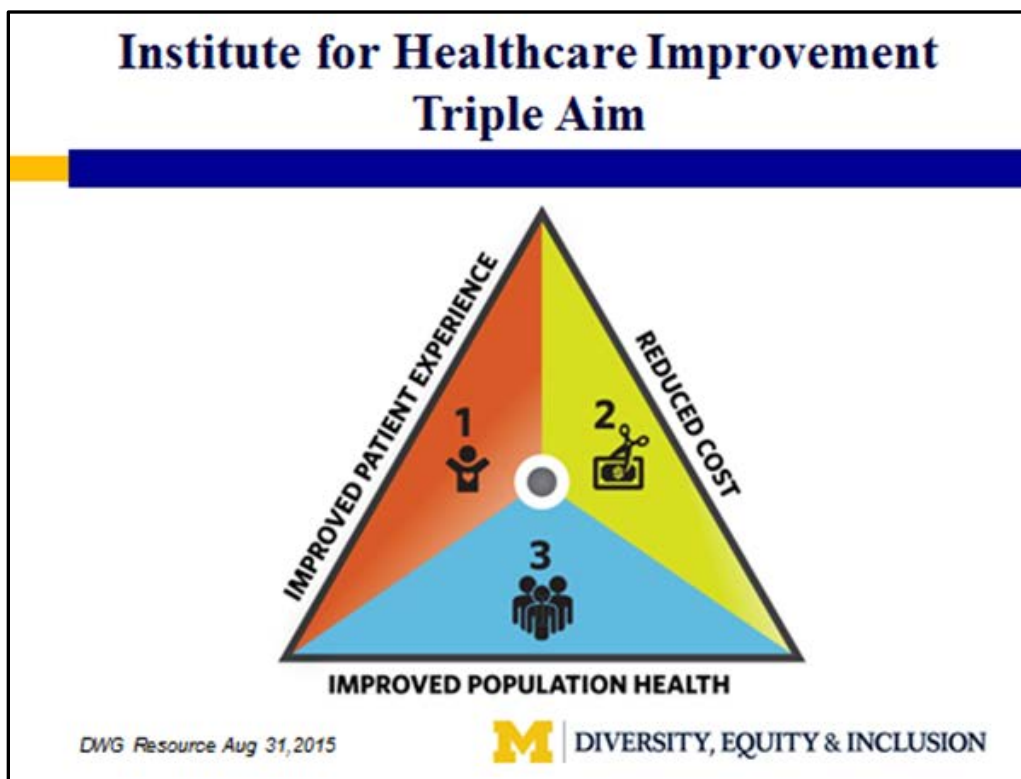 Institute for Healthcare Improvement
Triple Aim
IMPROVED PATIENT EXPERIENCE
REDUCED COST
1
2
3
IMPROVED POPULATION HEALTH
DWG Resource Aug 31,2015
M DIVERSITY, EQUITY & INCLUSION